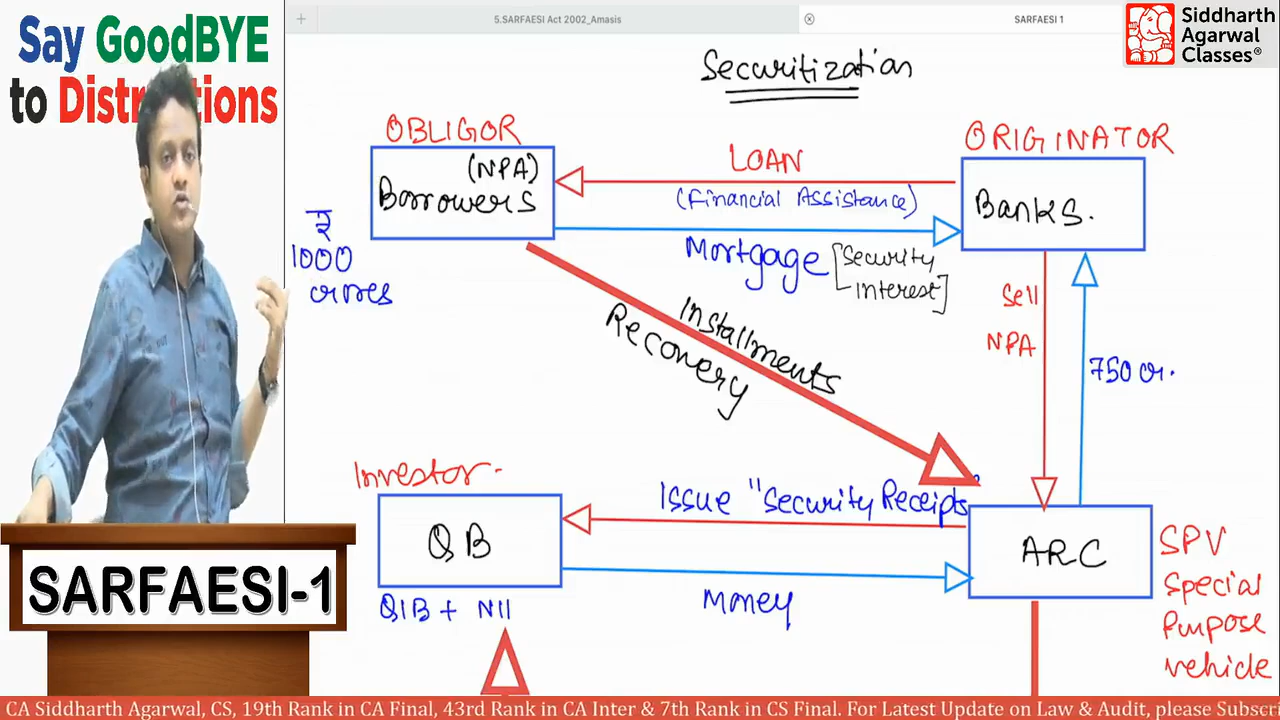 5.SARFAESI Act 2002_Amasis
SARFAESI 1
Siddharth
Agarwal
Classes®
Say GoodBYE
to Distr tions
Securitization
OBLIGOR
(NPA)
Borrowers
₹
1000
crores
LOAN
(Financial Assistance)
Mortgage [Security
interest]
ORIGINATOR
Banks.
Sell
NPA
750 cr.
Installments
Recovery
Investor.
QB
QIB + NII
Issue "Security Receipts"
Money
ARC
SPV
Special
Purpose
vehicle
SARFAESI-1
CA Siddharth Agarwal, CS, 19th Rank in CA Final, 43rd Rank in CA Inter & 7th Rank in CS Final. For Latest Update on Law & Audit, please Subscr